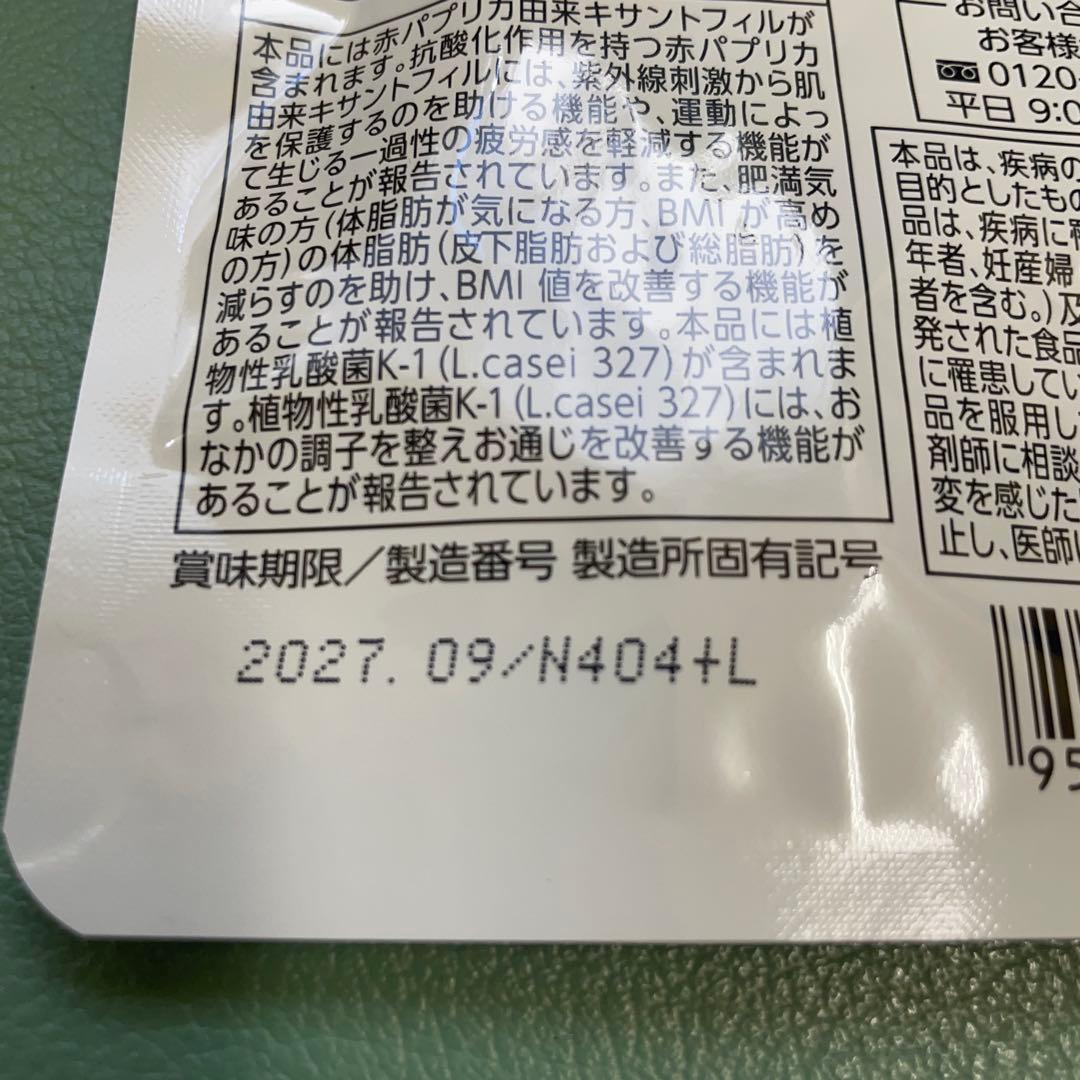 本品には赤パプリカ由来キサントフィルが
含まれます。抗酸化作用を持つ赤パプリカ
由来キサントフィルには、紫外線刺激から肌
を保護するのを助ける機能や、運動によっ
て生じる一過性の疲労感を軽減する機能が
あることが報告されています。また、肥満気
味の方(体脂肪が気になる方、BMIが高め
の方)の体脂肪(皮下脂肪および総脂肪)を
減らすのを助け、BMI値を改善する機能が
あることが報告されています。本品には植
物性乳酸菌K-1(L.casei 327)が含まれま
す。植物性乳酸菌K-1(L.casei 327)には、お
なかの調子を整えお通じを改善する機能が
あることが報告されています。
賞味期限/製造番号 製造所固有記号
2027.09/N404+L
お問い合
お客様
0120-
平日 9:0
本品は、疾病の
目的としたもの
品は、疾病に罹
年者、妊産婦
者を含む。)及
発された食品
に罹患してい
品を服用し
剤師に相談
変を感じた
止し、医師に
95